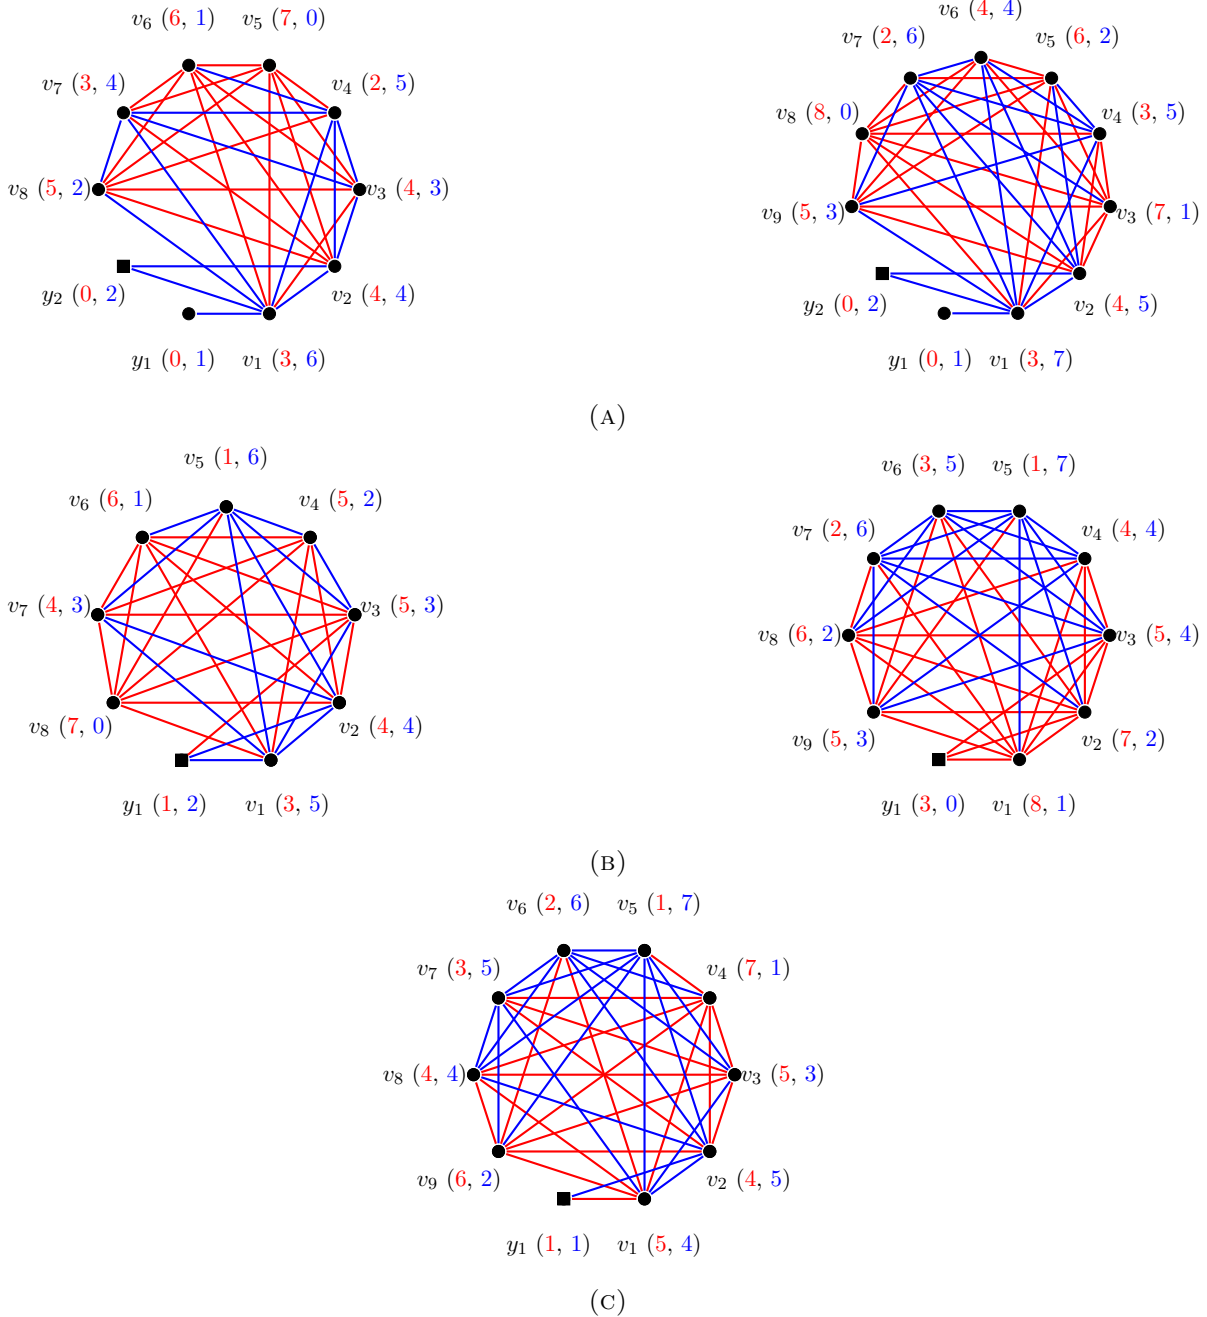 v6 (6, 1) v5 (7, 0)
v7 (3, 4) v4 (2, 5)
v8 (5, 2) v3 (4, 3)
y2 (0, 2) v2 (4, 4)
y1 (0, 1) v1 (3, 6)
v6 (4, 4)
v7 (2, 6) v5 (6, 2)
v8 (8, 0) v4 (3, 5)
v9 (5, 3) v3 (7, 1)
y2 (0, 2) v2 (4, 5)
y1 (0, 1) v1 (3, 7)
(A)
v5 (1, 6)
v6 (6, 1) v4 (5, 2)
v7 (4, 3) v3 (5, 3)
v8 (7, 0) v2 (4, 4)
y1 (1, 2) v1 (3, 5)
v6 (3, 5) v5 (1, 7)
v7 (2, 6) v4 (4, 4)
v8 (6, 2) v3 (5, 4)
v9 (5, 3) v2 (7, 2)
y1 (3, 0) v1 (8, 1)
(B)
v6 (2, 6) v5 (1, 7)
v7 (3, 5) v4 (7, 1)
v8 (4, 4) v3 (5, 3)
v9 (6, 2) v2 (4, 5)
y1 (1, 1) v1 (5, 4)
(C)